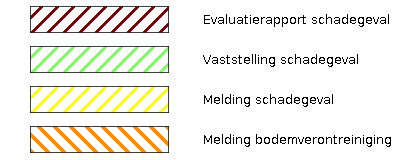 Evaluatierapport schadegeval
Vaststelling schadegeval
Melding schadegeval
Melding bodemverontreiniging